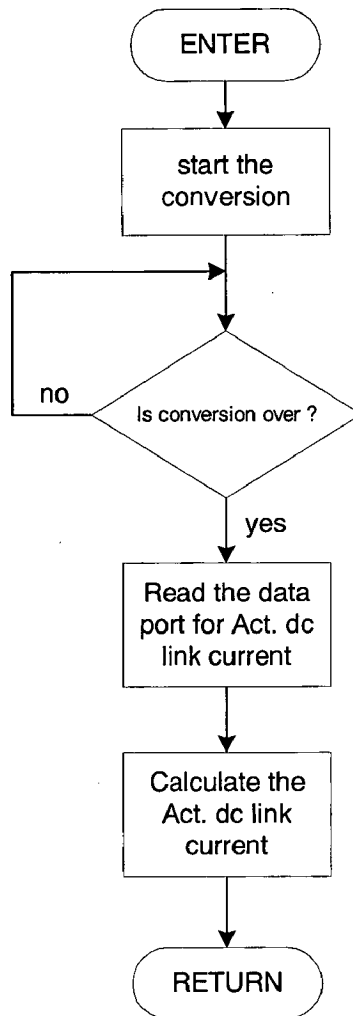 ENTER
start the
conversion
no
Is conversion over ?
yes
Read the data
port for Act. dc
link current
Calculate the
Act. dc link
current
RETURN